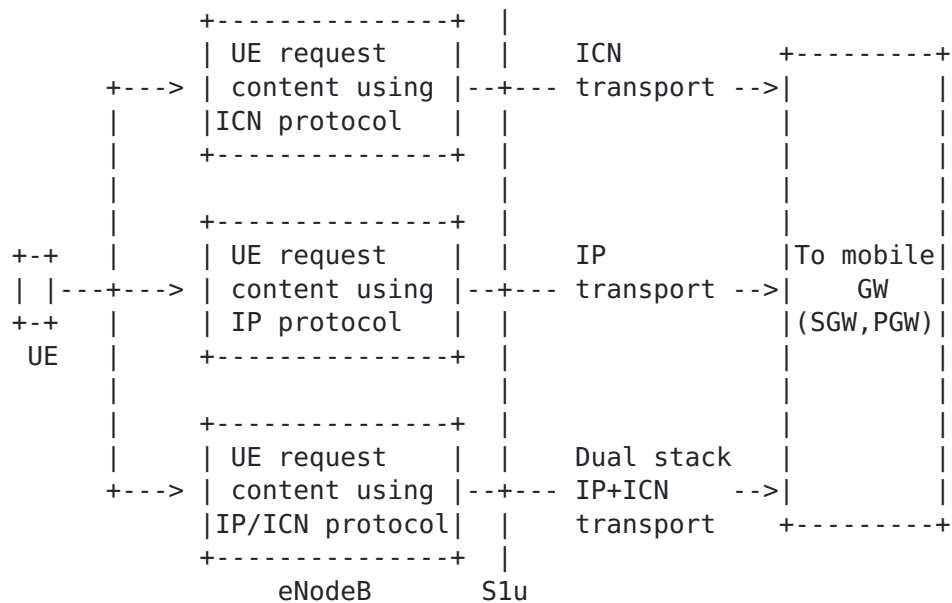 UE request ICN
content using transport
ICN protocol
UE request IP To mobile
content using transport GW
IP protocol (SGW,PGW)
UE
UE request Dual stack
content using IP+ICN
IP/ICN protocol transport
eNodeB S1u